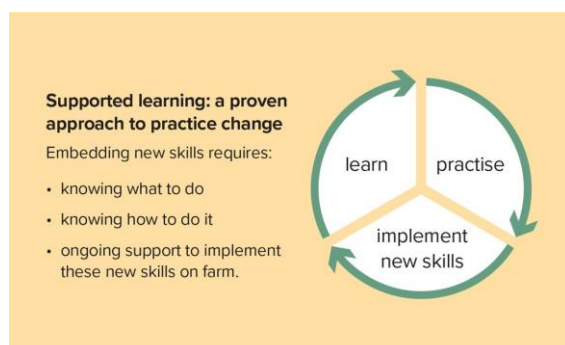 Supported learning: a proven
approach to practice change
Embedding new skills requires:
• knowing what to do
• knowing how to do it
• ongoing support to implement
these new skills on farm.
learn
practise
implement
new skills